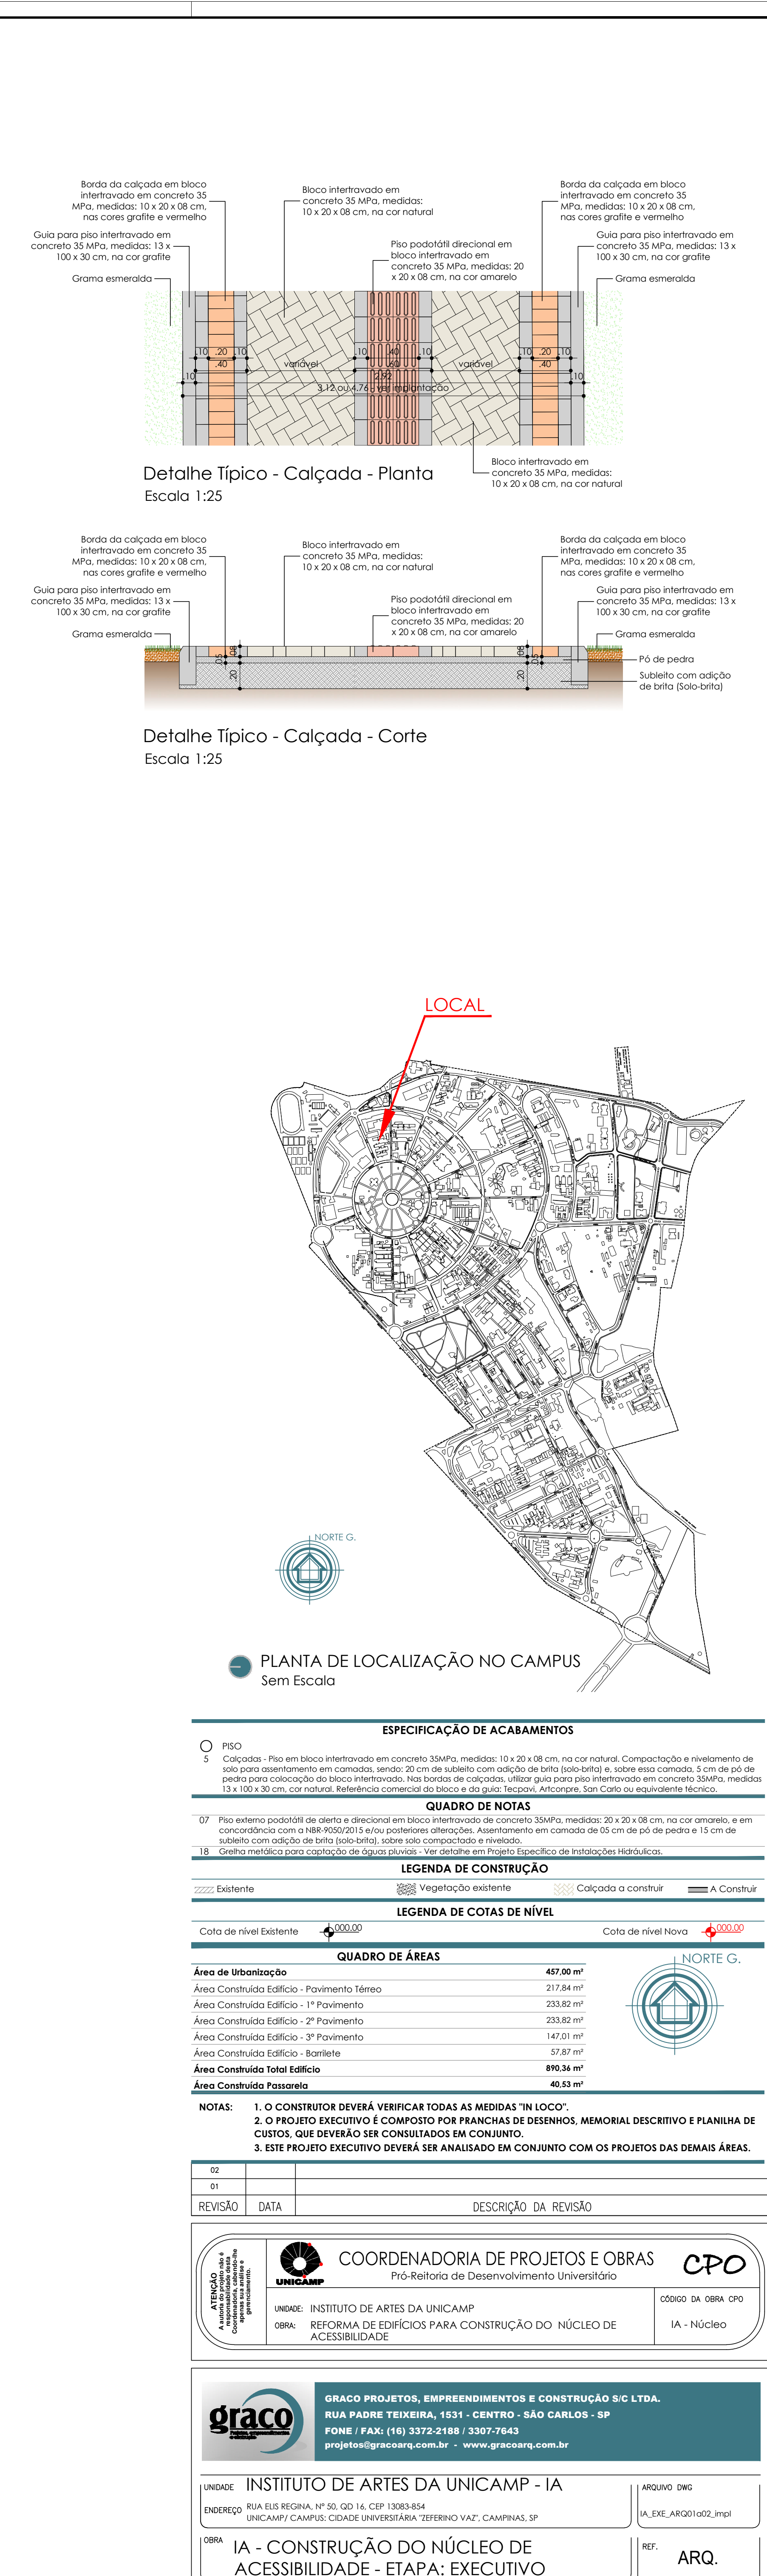 Borda da calçada em bloco
intertravado em concreto 35
MPa, medidas: 10 x 20 x 08 cm,
nas cores grafite e vermelho
Guia para piso intertravado em
concreto 35 MPa, medidas: 13 x
100 x 30 cm, na cor grafite
Grama esmeralda
Bloco intertravado em
concreto 35 MPa, medidas:
10 x 20 x 08 cm, na cor natural
Piso podotátil direcional em
bloco intertravado em
concreto 35 MPa, medidas: 20
x 20 x 08 cm, na cor amarelo
Borda da calçada em bloco
intertravado em concreto 35
MPa, medidas: 10 x 20 x 08 cm,
nas cores grafite e vermelho
Guia para piso intertravado em
concreto 35 MPa, medidas: 13 x
100 x 30 cm, na cor grafite
Grama esmeralda
.10 .20 .10 .10 .40 .10 .10 .20 .10
.40 variável .60 variável .40
.10 2.92 .10
3.12 ou 4.76 - ver implantação
Bloco intertravado em
concreto 35 MPa, medidas:
10 x 20 x 08 cm, na cor natural
Detalhe Típico - Calçada - Planta
Escala 1:25
Borda da calçada em bloco
intertravado em concreto 35
MPa, medidas: 10 x 20 x 08 cm,
nas cores grafite e vermelho
Guia para piso intertravado em
concreto 35 MPa, medidas: 13 x
100 x 30 cm, na cor grafite
Grama esmeralda
Bloco intertravado em
concreto 35 MPa, medidas:
10 x 20 x 08 cm, na cor natural
Piso podotátil direcional em
bloco intertravado em
concreto 35 MPa, medidas: 20
x 20 x 08 cm, na cor amarelo
Borda da calçada em bloco
intertravado em concreto 35
MPa, medidas: 10 x 20 x 08 cm,
nas cores grafite e vermelho
Guia para piso intertravado em
concreto 35 MPa, medidas: 13 x
100 x 30 cm, na cor grafite
Grama esmeralda
Pó de pedra
Subleito com adição
de brita (Solo-brita)
.05 .08 .20
.08 .05 .20
Detalhe Típico - Calçada - Corte
Escala 1:25
LOCAL
NORTE G.
PLANTA DE LOCALIZAÇÃO NO CAMPUS
Sem Escala
ESPECIFICAÇÃO DE ACABAMENTOS
PISO
5 Calçadas - Piso em bloco intertravado em concreto 35MPa, medidas: 10 x 20 x 08 cm, na cor natural. Compactação e nivelamento de
solo para assentamento em camadas, sendo: 20 cm de subleito com adição de brita (solo-brita) e, sobre essa camada, 5 cm de pó de
pedra para colocação do bloco intertravado. Nas bordas de calçadas, utilizar guia para piso intertravado em concreto 35MPa, medidas
13 x 100 x 30 cm, cor natural. Referência comercial do bloco e da guia: Tecpavi, Artconpre, San Carlo ou equivalente técnico.
QUADRO DE NOTAS
07 Piso externo podotátil de alerta e direcional em bloco intertravado de concreto 35MPa, medidas: 20 x 20 x 08 cm, na cor amarelo, e em
concordância com a NBR-9050/2015 e/ou posteriores alterações. Assentamento em camada de 05 cm de pó de pedra e 15 cm de
subleito com adição de brita (solo-brita), sobre solo compactado e nivelado.
18 Grelha metálica para captação de águas pluviais - Ver detalhe em Projeto Específico de Instalações Hidráulicas.
LEGENDA DE CONSTRUÇÃO
Existente Vegetação existente Calçada a construir A Construir
LEGENDA DE COTAS DE NÍVEL
Cota de nível Existente 000,00 Cota de nível Nova 000,00
QUADRO DE ÁREAS
Área de Urbanização 457,00 m²
Área Construída Edifício - Pavimento Térreo 217,84 m²
Área Construída Edifício - 1º Pavimento 233,82 m²
Área Construída Edifício - 2º Pavimento 233,82 m²
Área Construída Edifício - 3º Pavimento 147,01 m²
Área Construída Edifício - Barrilete 57,87 m²
Área Construída Total Edifício 890,36 m²
Área Construída Passarela 40,53 m²
NORTE G.
NOTAS: 1. O CONSTRUTOR DEVERÁ VERIFICAR TODAS AS MEDIDAS "IN LOCO".
2. O PROJETO EXECUTIVO É COMPOSTO POR PRANCHAS DE DESENHOS, MEMORIAL DESCRITIVO E PLANILHA DE
CUSTOS, QUE DEVERÃO SER CONSULTADOS EM CONJUNTO.
3. ESTE PROJETO EXECUTIVO DEVERÁ SER ANALISADO EM CONJUNTO COM OS PROJETOS DAS DEMAIS ÁREAS.
02
01
REVISÃO DATA DESCRIÇÃO DA REVISÃO
ATENÇÃO
A autoria do projeto não é
responsabilidade desta
Coordenadoria, cabendo-lhe
apenas sua análise e
gerenciamento.
UNICAMP
COORDENADORIA DE PROJETOS E OBRAS
Pró-Reitoria de Desenvolvimento Universitário
CPO
UNIDADE: INSTITUTO DE ARTES DA UNICAMP
OBRA: REFORMA DE EDIFÍCIOS PARA CONSTRUÇÃO DO NÚCLEO DE
ACESSIBILIDADE
CÓDIGO DA OBRA CPO
IA - Núcleo
graco
GRACO PROJETOS, EMPREENDIMENTOS E CONSTRUÇÃO S/C LTDA.
RUA PADRE TEIXEIRA, 1531 - CENTRO - SÃO CARLOS - SP
FONE / FAX: (16) 3372-2188 / 3307-7643
projetos@gracoarq.com.br - www.gracoarq.com.br
UNIDADE INSTITUTO DE ARTES DA UNICAMP - IA
ENDEREÇO RUA ELIS REGINA, Nº 50, QD 16, CEP 13083-854
UNICAMP/ CAMPUS: CIDADE UNIVERSITÁRIA "ZEFERINO VAZ", CAMPINAS, SP
ARQUIVO DWG
IA_EXE_ARQ01a02_impl
OBRA IA - CONSTRUÇÃO DO NÚCLEO DE
ACESSIBILIDADE - ETAPA: EXECUTIVO
REF.
ARQ.